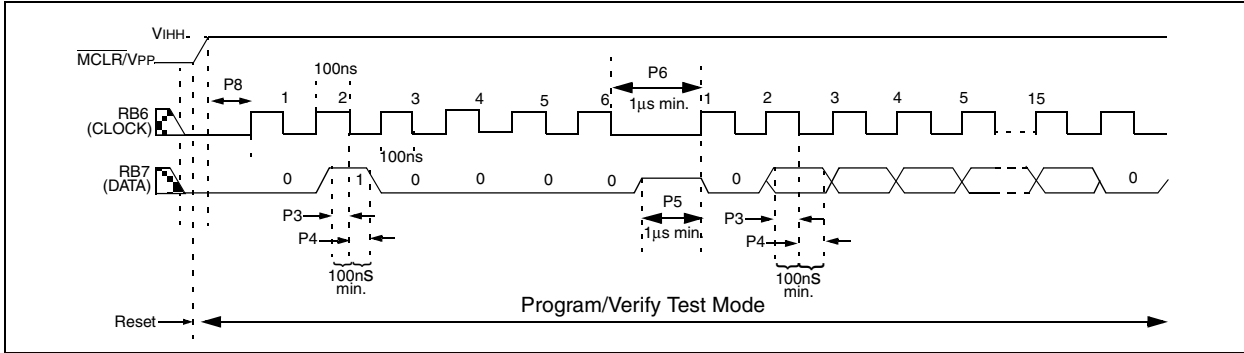 VIHH
MCLR/VPP
100ns
P8
P6
1µs min.
1 2 3 4 5 6 1 2 3 4 5 15
RB6
(CLOCK)
100ns
RB7
(DATA)
0 1 0 0 0 0 0 0
P5
1µs min.
P3
P4
P3
P4
100nS
min.
100nS
min.
Program/Verify Test Mode
Reset